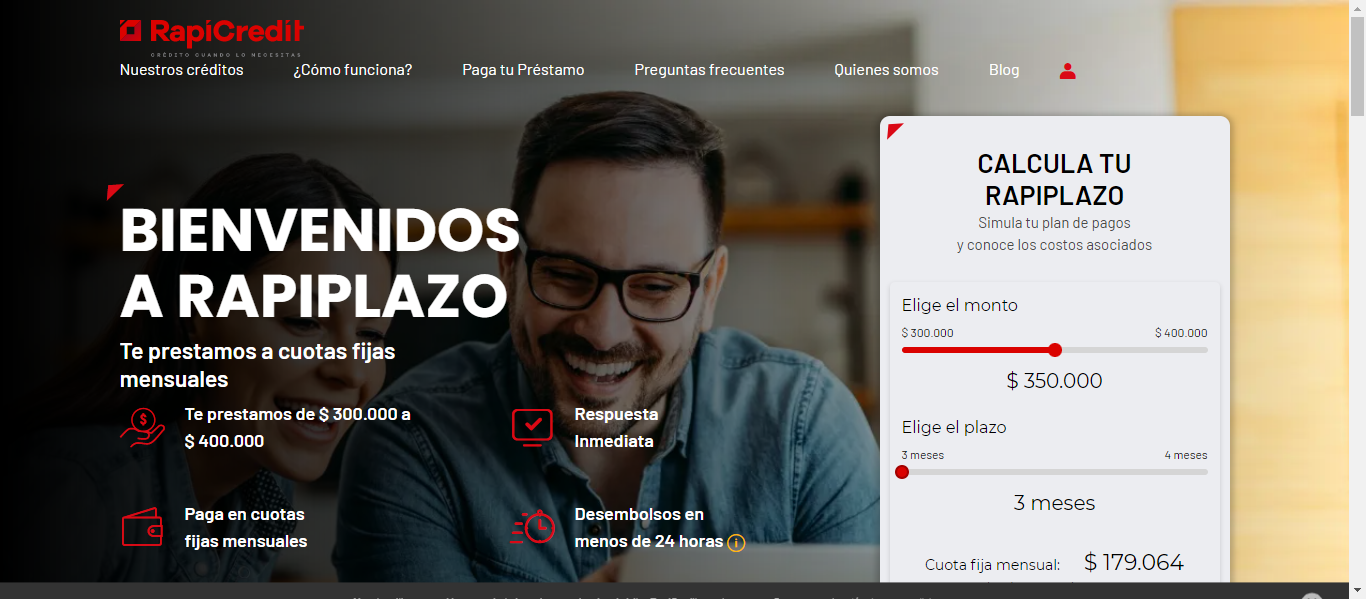 RapiCredit
CRÉDITO CUANDO LO NECESITAS
Nuestros créditos
¿Cómo funciona?
Paga tu Préstamo
Preguntas frecuentes
Quienes somos
Blog
BIENVENIDOS
A RAPIPLAZO
Te prestamos a cuotas fijas
mensuales
Te prestamos de $ 300.000 a
$ 400.000
Respuesta
Inmediata
Paga en cuotas
fijas mensuales
Desembolsos en
menos de 24 horas
CALCULA TU
RAPIPLAZO
Simula tu plan de pagos
y conoce los costos asociados
Elige el monto
$ 300.000
$ 400.000
$ 350.000
Elige el plazo
3 meses
4 meses
3 meses
Cuota fija mensual:
$ 179.064